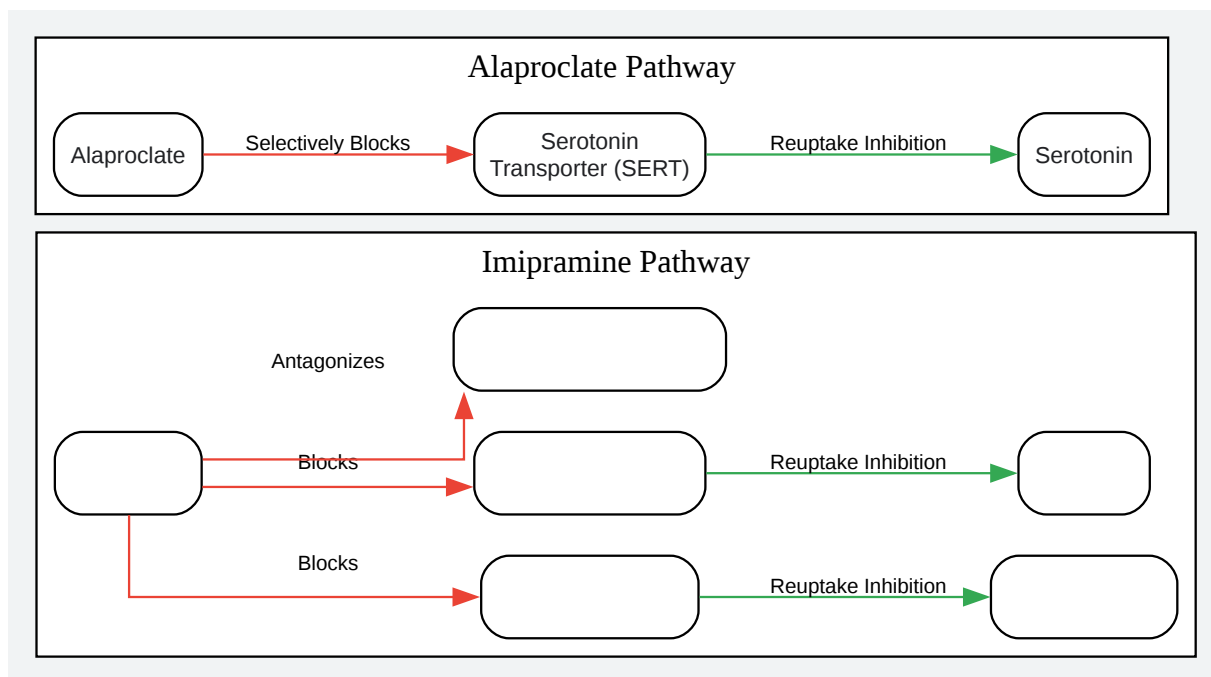 Alaproclate Pathway
Alaproclate
Selectively Blocks
Serotonin
Transporter (SERT)
Reuptake Inhibition
Serotonin
Imipramine Pathway
Antagonizes
Blocks
Reuptake Inhibition
Blocks
Reuptake Inhibition